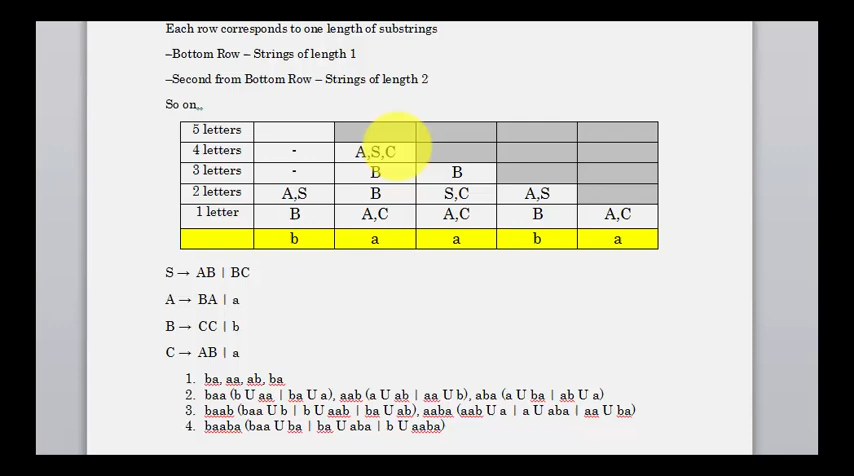 Each row corresponds to one length of substrings
–Bottom Row – Strings of length 1
–Second from Bottom Row – Strings of length 2
So on,,
5 letters
4 letters - A,S,C
3 letters - B B
2 letters A,S B S,C A,S
1 letter B A,C A,C B A,C
b a a b a
S → AB | BC
A → BA | a
B → CC | b
C → AB | a
1. ba, aa, ab, ba
2. baa (b U aa | ba U a), aab (a U ab | aa U b), aba (a U ba | ab U a)
3. baab (baa U b | b U aab | ba U ab), aaba (aab U a | a U aba | aa U ba)
4. baaba (baa U ba | ba U aba | b U aaba)